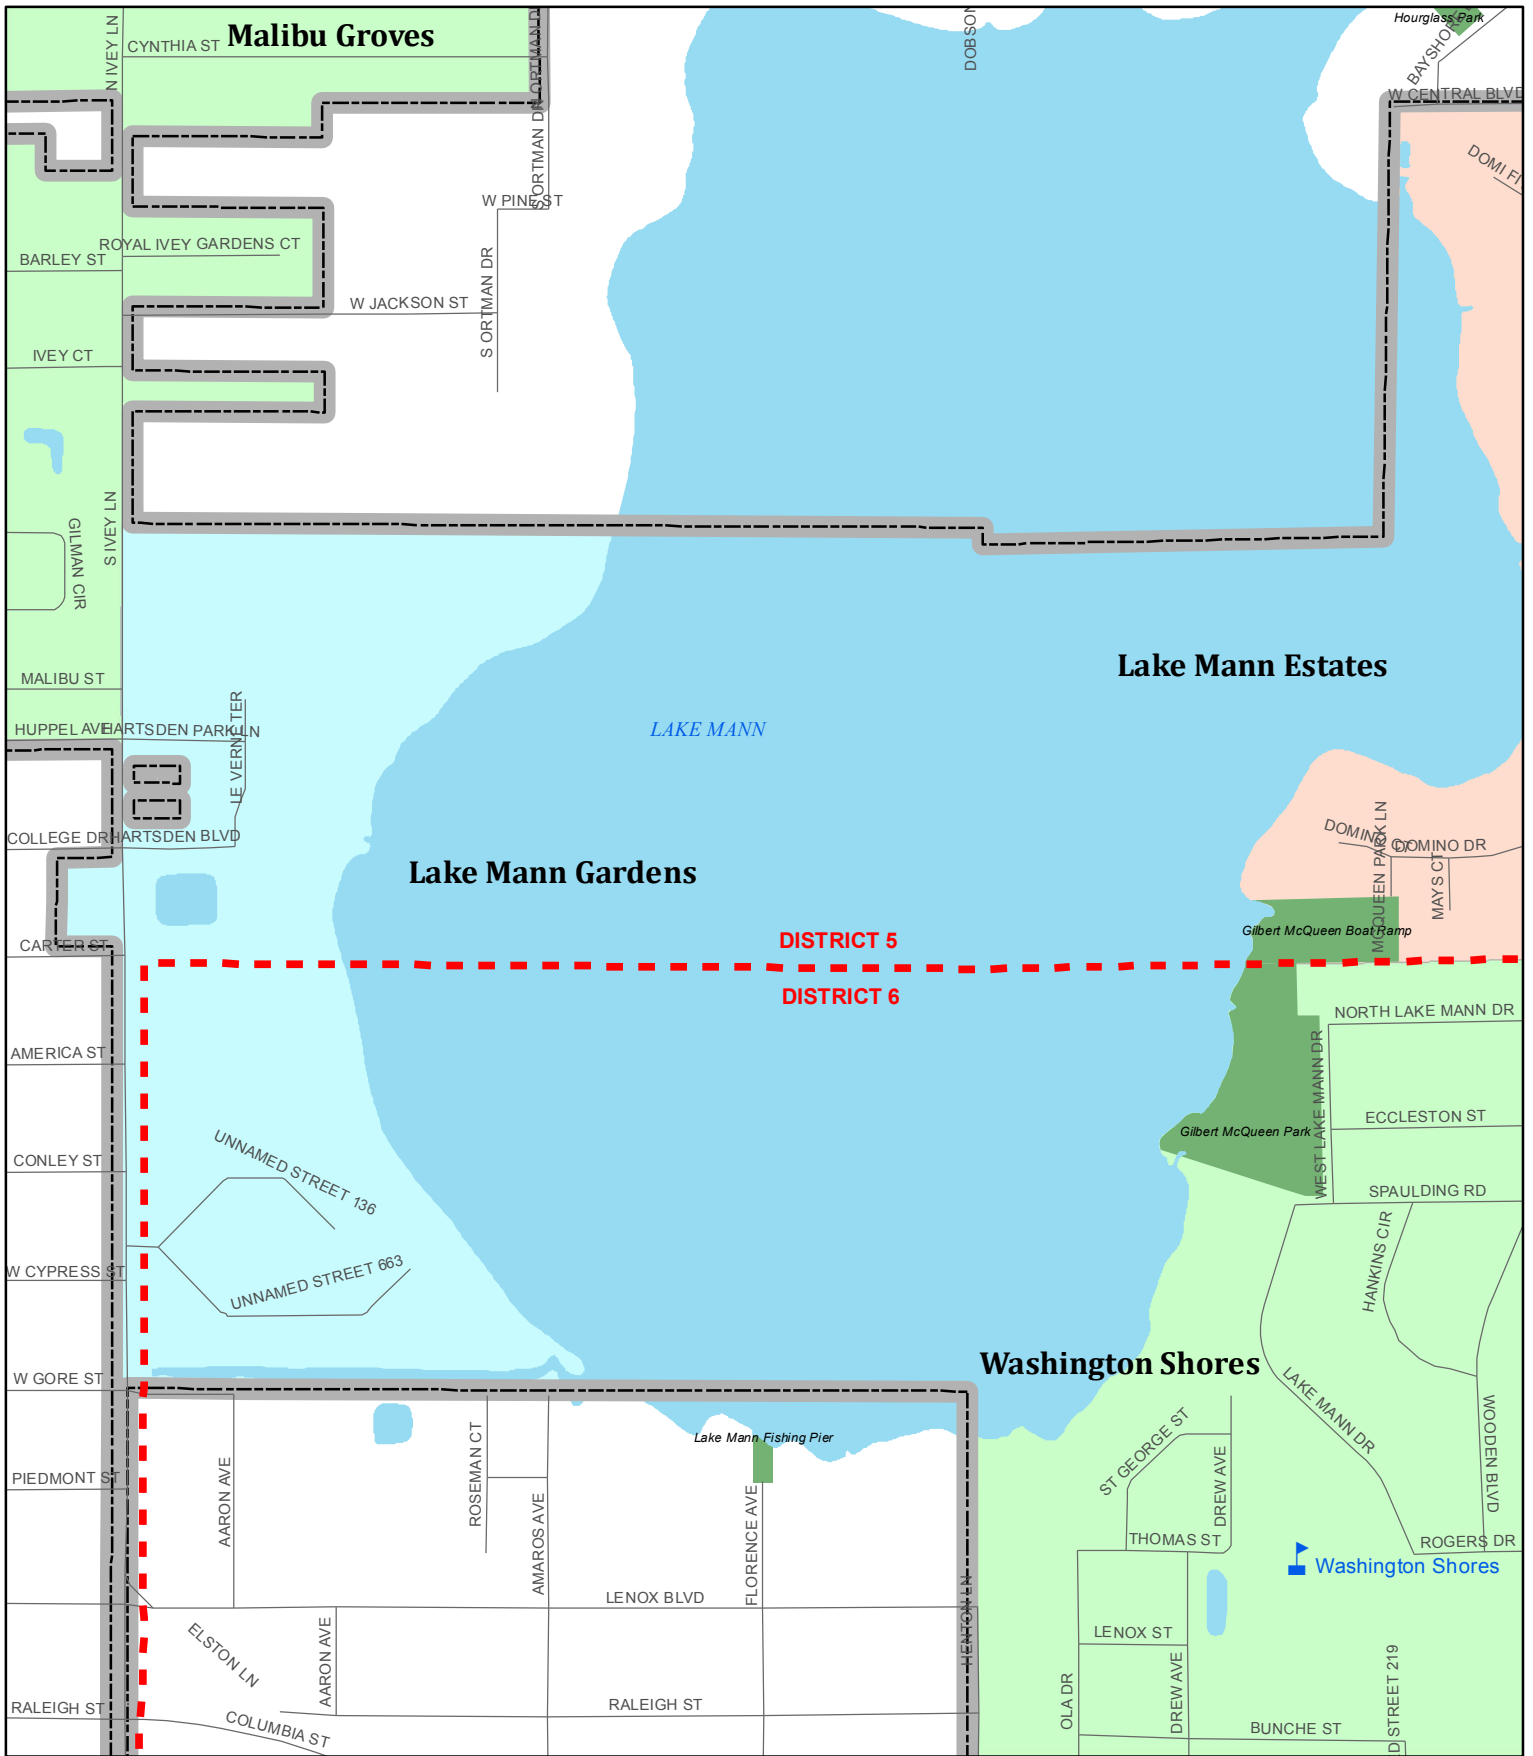 Hourglass Park
Malibu Groves
CYNTHIA ST
N IVEY LN
DOBSON
BAYSHORE
W CENTRAL BLVD
S ORTMAN DR
N ORTMAN D
DOMI FI
W PINE ST
ROYAL IVEY GARDENS CT
BARLEY ST
W JACKSON ST
S ORTMAN DR
IVEY CT
S IVEY LN
GILMAN CIR
MALIBU ST
Lake Mann Estates
LAKE MANN
HUPPEL AVE
HARTSDEN PARK LN
LE VERNE TER
COLLEGE DR
HARTSDEN BLVD
DOMINO CT
DOMINO DR
MCQUEEN PARK LN
MAYS CT
Lake Mann Gardens
Gilbert McQueen Boat Ramp
CARTER ST
DISTRICT 5
DISTRICT 6
NORTH LAKE MANN DR
AMERICA ST
WEST LAKE MANN DR
ECCLESTON ST
Gilbert McQueen Park
CONLEY ST
UNNAMED STREET 136
SPAULDING RD
HANKINS CIR
W CYPRESS ST
UNNAMED STREET 663
Washington Shores
W GORE ST
LAKE MANN DR
WOODEN BLVD
ST GEORGE ST
DREW AVE
Lake Mann Fishing Pier
PIEDMONT ST
AARON AVE
ROSEMAN CT
AMAROS AVE
FLORENCE AVE
THOMAS ST
ROGERS DR
Washington Shores
LENOX BLVD
HENTON LN
LENOX ST
ELSTON LN
AARON AVE
OLA DR
DREW AVE
D STREET 219
RALEIGH ST
RALEIGH ST
COLUMBIA ST
BUNCHE ST